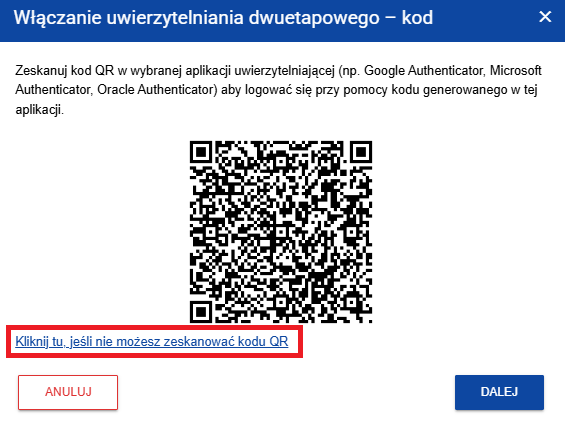 Włączanie uwierzytelniania dwuetapowego – kod
Zeskanuj kod QR w wybranej aplikacji uwierzytelniającej (np. Google Authenticator, Microsoft
Authenticator, Oracle Authenticator) aby logować się przy pomocy kodu generowanego w tej
aplikacji.
Kliknij tu, jeśli nie możesz zeskanować kodu QR
ANULUJ
DALEJ